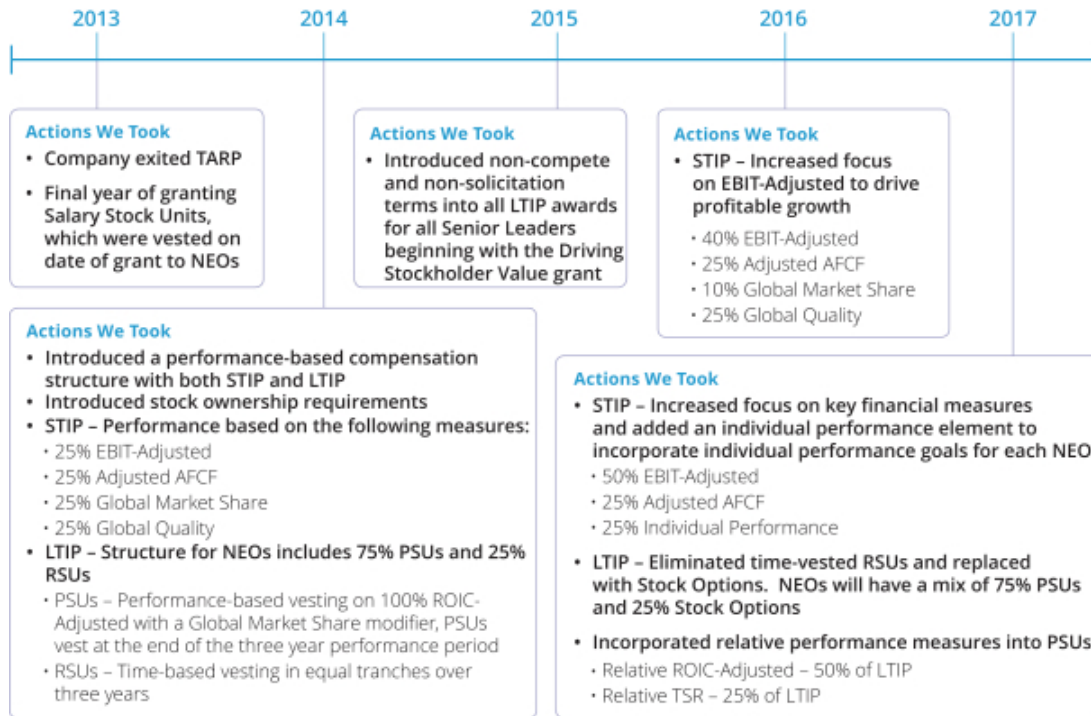 2013
2014
2015
2016
2017
Actions We Took
• Company exited TARP
• Final year of granting
Salary Stock Units,
which were vested on
date of grant to NEOs
Actions We Took
• Introduced a performance-based compensation
structure with both STIP and LTIP
• Introduced stock ownership requirements
• STIP – Performance based on the following measures:
• 25% EBIT-Adjusted
• 25% Adjusted AFCF
• 25% Global Market Share
• 25% Global Quality
• LTIP – Structure for NEOs includes 75% PSUs and 25%
RSUs
• PSUs – Performance-based vesting on 100% ROIC-
Adjusted with a Global Market Share modifier, PSUs
vest at the end of the three year performance period
• RSUs – Time-based vesting in equal tranches over
three years
Actions We Took
• Introduced non-compete
and non-solicitation
terms into all LTIP awards
for all Senior Leaders
beginning with the Driving
Stockholder Value grant
Actions We Took
• STIP – Increased focus
on EBIT-Adjusted to drive
profitable growth
• 40% EBIT-Adjusted
• 25% Adjusted AFCF
• 10% Global Market Share
• 25% Global Quality
Actions We Took
• STIP – Increased focus on key financial measures
and added an individual performance element to
incorporate individual performance goals for each NEO
• 50% EBIT-Adjusted
• 25% Adjusted AFCF
• 25% Individual Performance
• LTIP – Eliminated time-vested RSUs and replaced
with Stock Options. NEOs will have a mix of 75% PSUs
and 25% Stock Options
• Incorporated relative performance measures into PSUs
• Relative ROIC-Adjusted – 50% of LTIP
• Relative TSR – 25% of LTIP